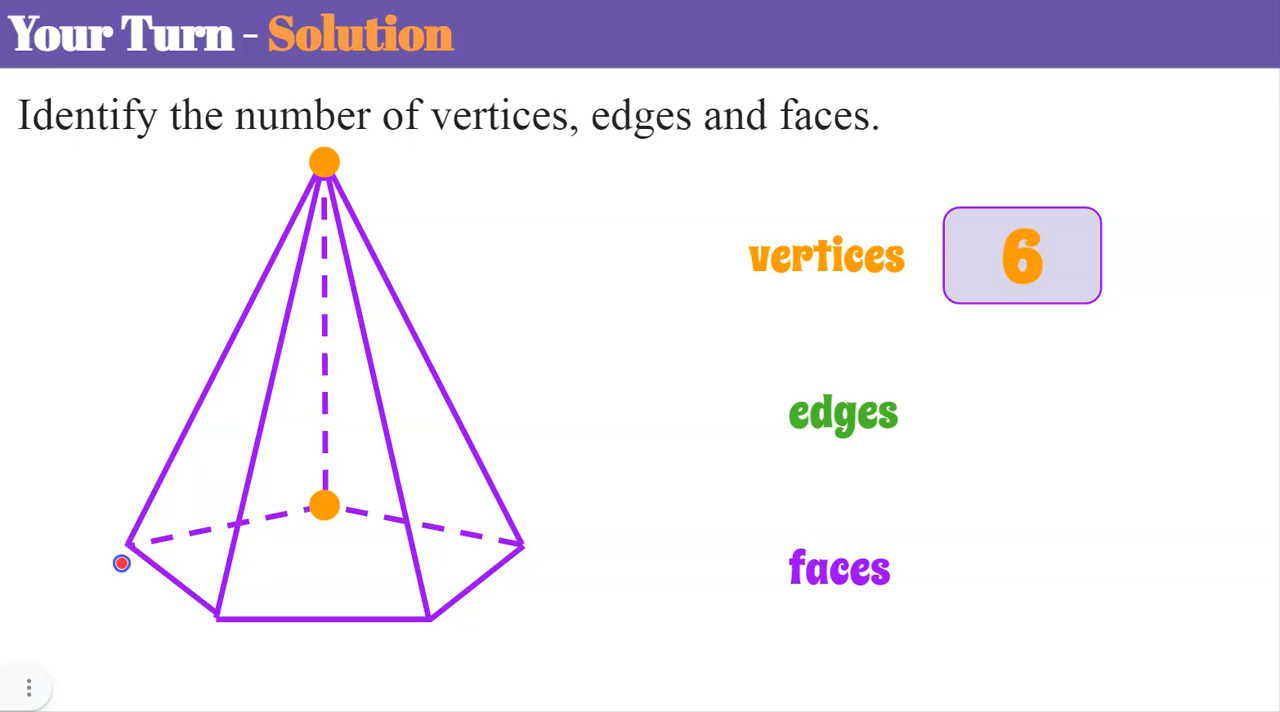 Your Turn - Solution
Identify the number of vertices, edges and faces.
vertices 6
edges
faces